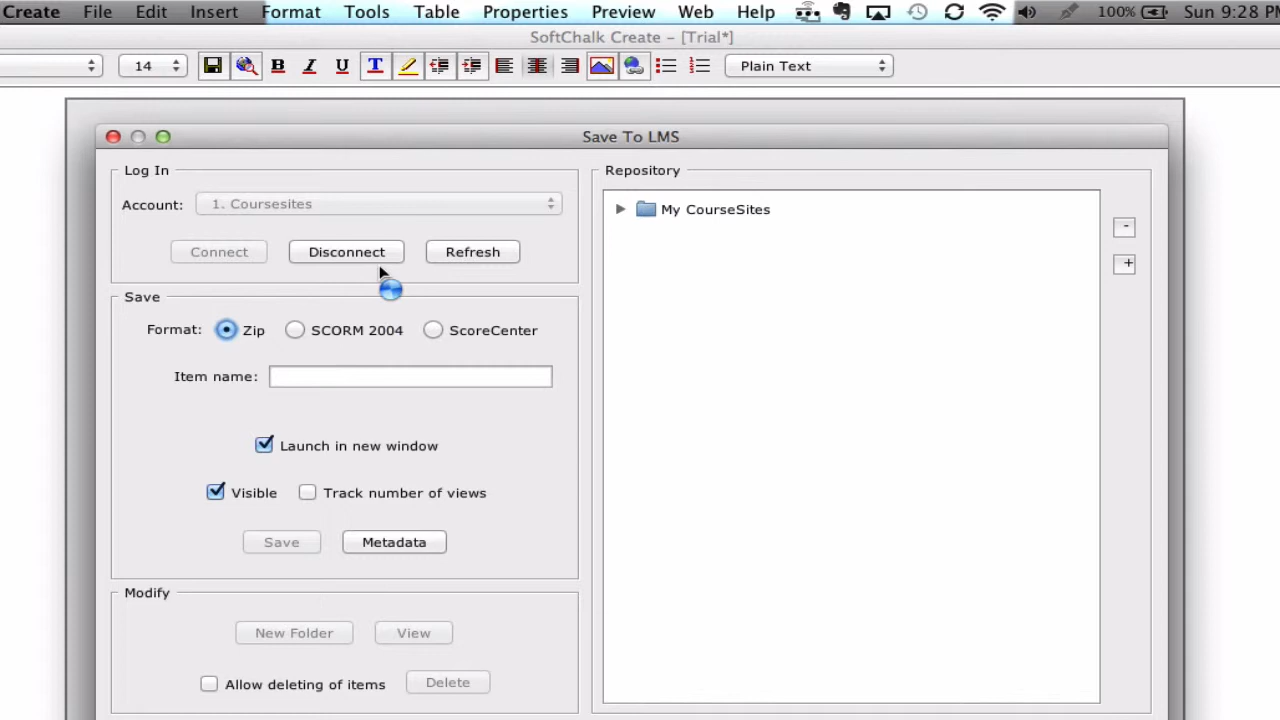 Create File Edit Insert Format Tools Table Properties Preview Web Help 100% Sun 9:28 P
SoftChalk Create – [Trial*]
14 B I U T Plain Text
Save To LMS
Log In
Account: 1. Coursesites
Connect Disconnect Refresh
Save
Format: Zip SCORM 2004 ScoreCenter
Item name:
Launch in new window
Visible Track number of views
Save Metadata
Modify
New Folder View
Allow deleting of items Delete
Repository
My CourseSites
-
+